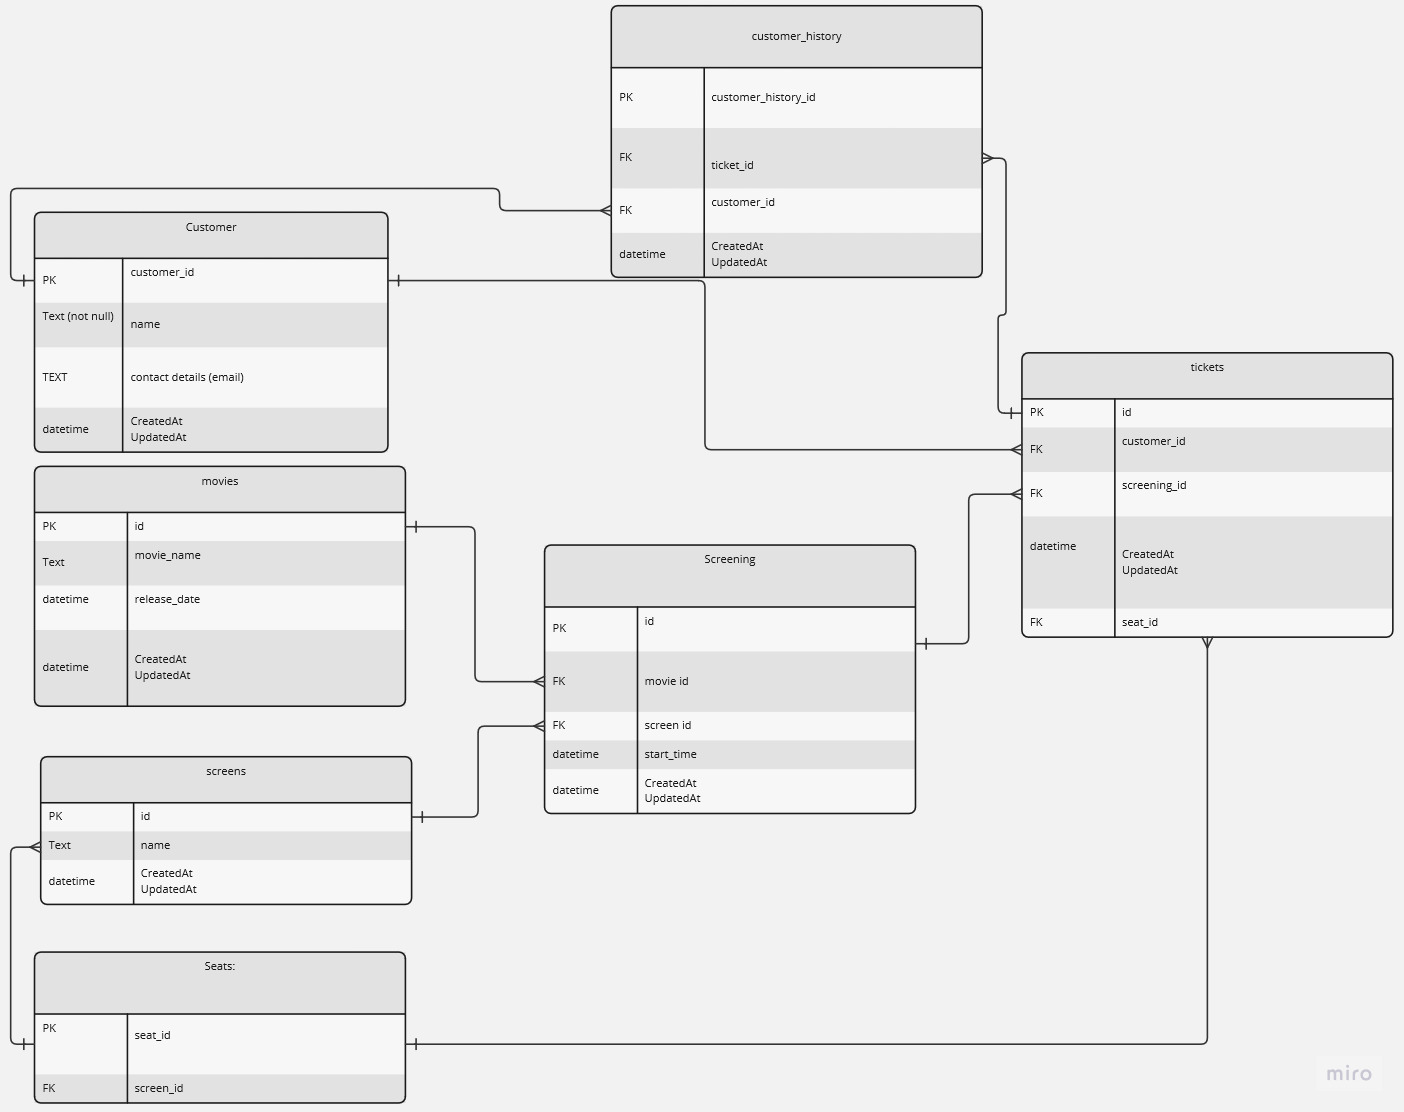 customer_history
PK customer_history_id
FK ticket_id
FK customer_id
datetime CreatedAt
UpdatedAt
Customer
PK customer_id
Text (not null) name
TEXT contact details (email)
datetime CreatedAt
UpdatedAt
tickets
PK id
FK customer_id
FK screening_id
datetime CreatedAt
UpdatedAt
FK seat_id
movies
PK id
Text movie_name
datetime release_date
datetime CreatedAt
UpdatedAt
Screening
PK id
FK movie id
FK screen id
datetime start_time
datetime CreatedAt
UpdatedAt
screens
PK id
Text name
datetime CreatedAt
UpdatedAt
Seats:
PK seat_id
FK screen_id
miro